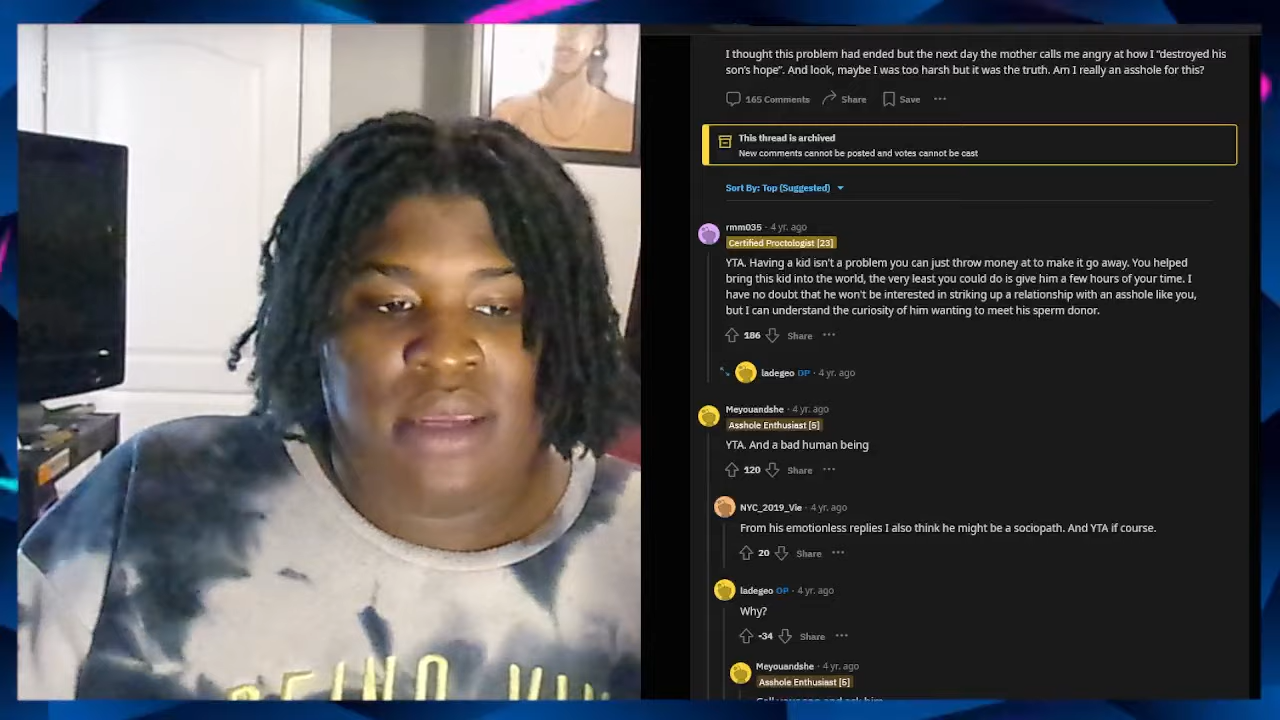 I thought this problem had ended but the next day the mother calls me angry at how I "destroyed his
son's hope". And look, maybe I was too harsh but it was the truth. Am I really an asshole for this?
165 Comments Share Save
This thread is archived
New comments cannot be posted and votes cannot be cast
Sort By: Top (Suggested)
rmm035 · 4 yr. ago
Certified Proctologist [23]
YTA. Having a kid isn't a problem you can just throw money at to make it go away. You helped
bring this kid into the world, the very least you could do is give him a few hours of your time. I
have no doubt that he won't be interested in striking up a relationship with an asshole like you,
but I can understand the curiosity of him wanting to meet his sperm donor.
186 Share
ladegeo OP · 4 yr. ago
Meyouandshe · 4 yr. ago
Asshole Enthusiast [5]
YTA. And a bad human being
120 Share
NYC_2019_Vie · 4 yr. ago
From his emotionless replies I also think he might be a sociopath. And YTA if course.
20 Share
ladegeo OP · 4 yr. ago
Why?
-34 Share
Meyouandshe · 4 yr. ago
Asshole Enthusiast [5]